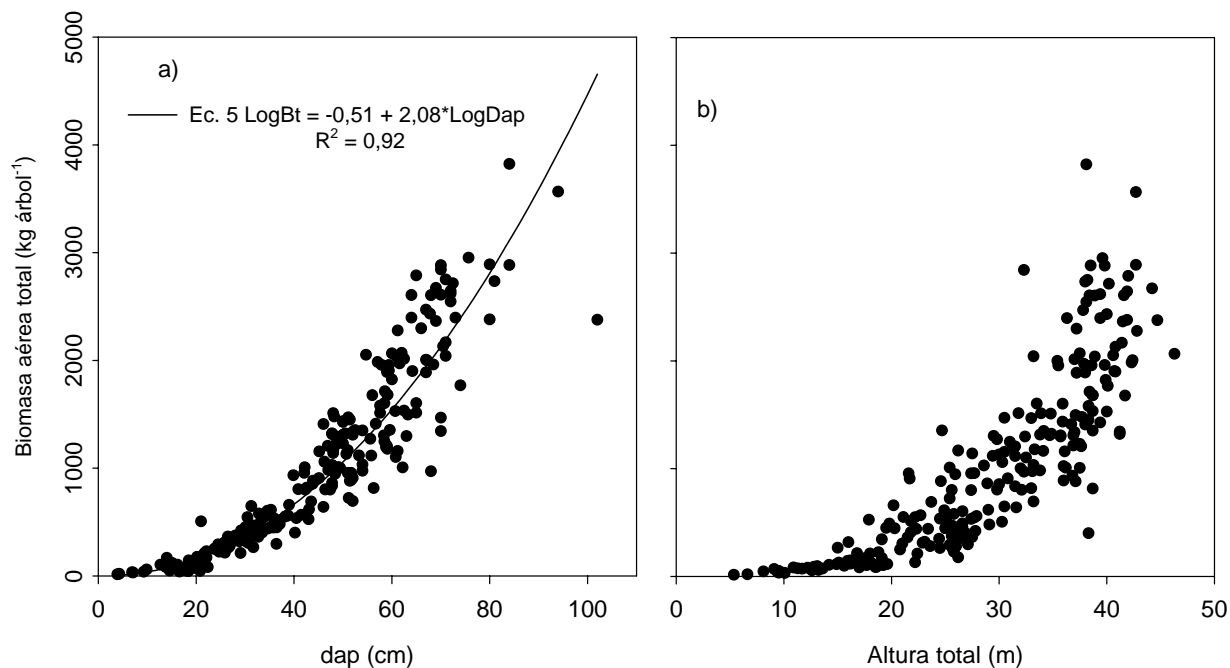 a)
Ec. 5 LogBt = -0,51 + 2,08*LogDap
R² = 0,92
b)
Biomasa aérea total (kg árbol⁻¹)
5000
4000
3000
2000
1000
0
0 20 40 60 80 100
dap (cm)
0 10 20 30 40 50
Altura total (m)